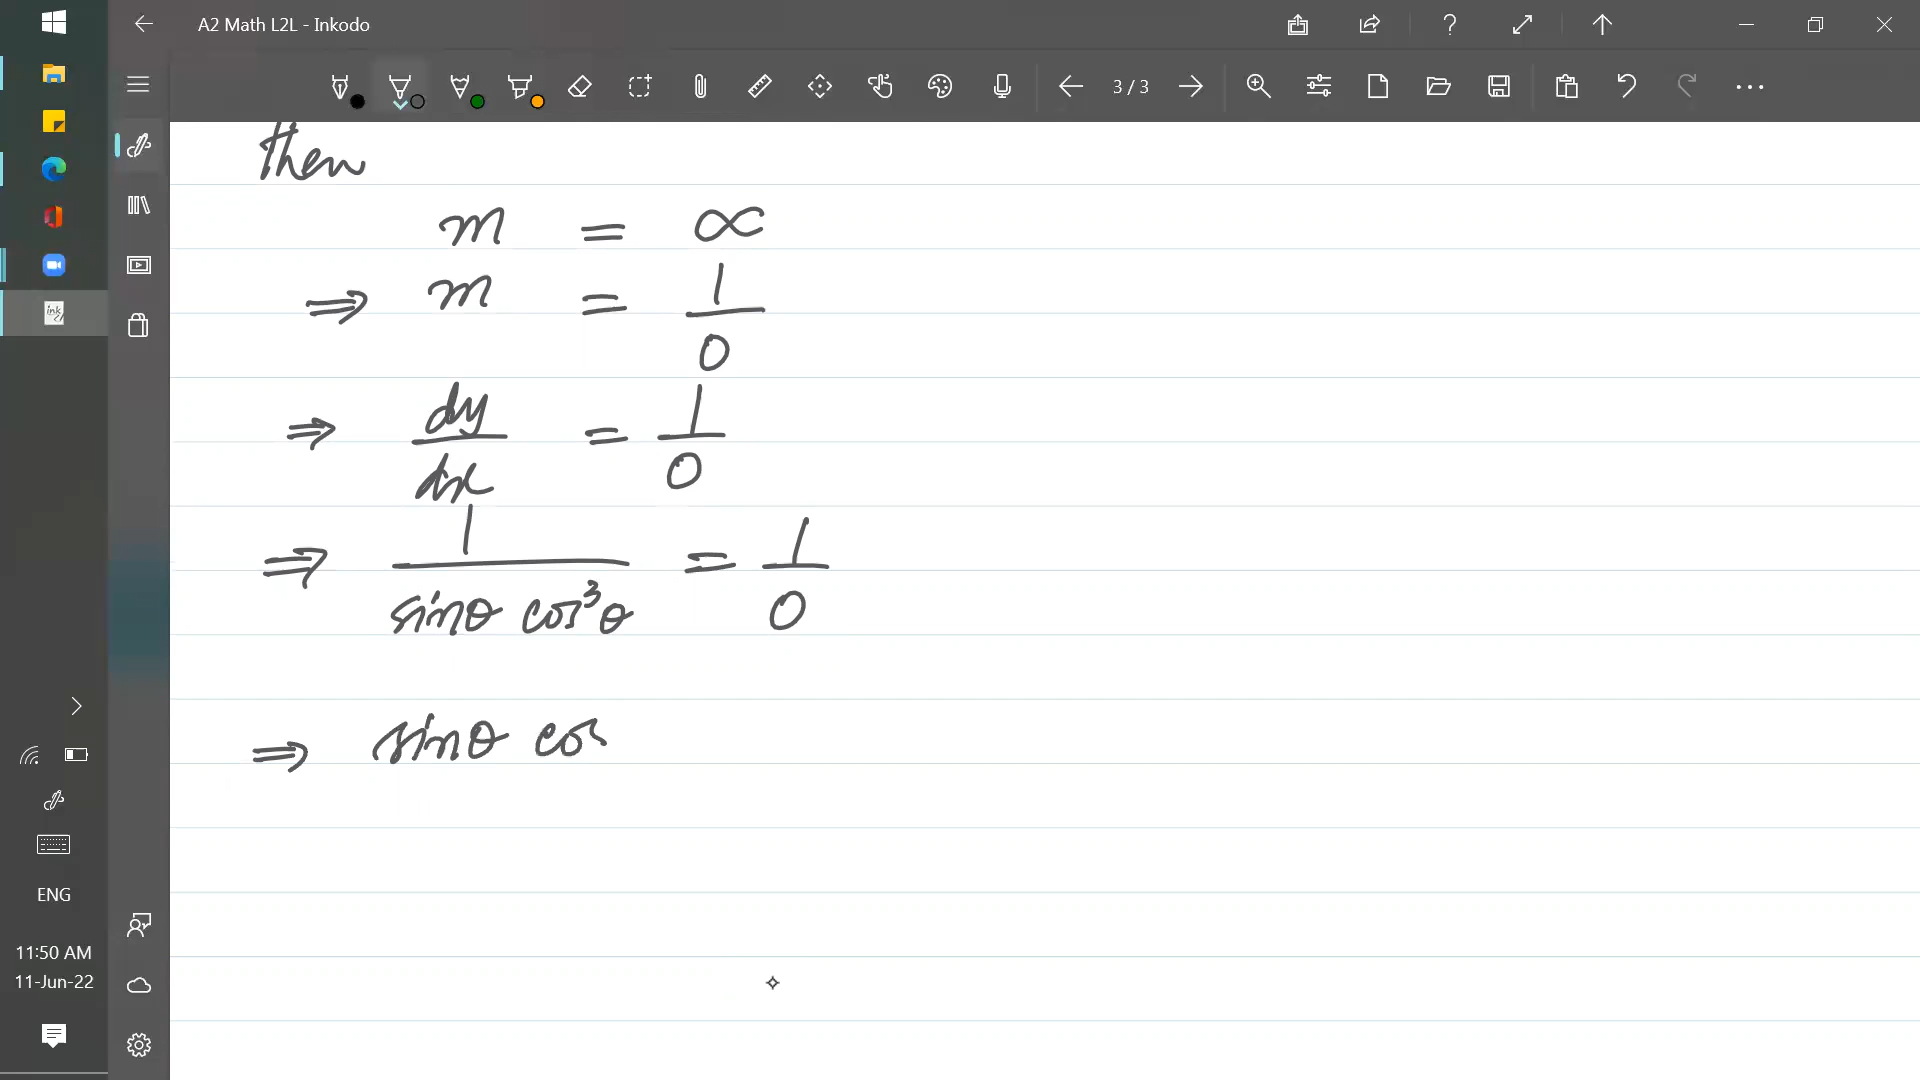 A2 Math L2L - Inkodo
3 / 3
then
m = ∝
⇒ m = 1/0
⇒ dy/dx = 1/0
⇒ 1/(sinθ cos³θ) = 1/0
⇒ sinθ cos
ink
ENG
11:50 AM
11-Jun-22